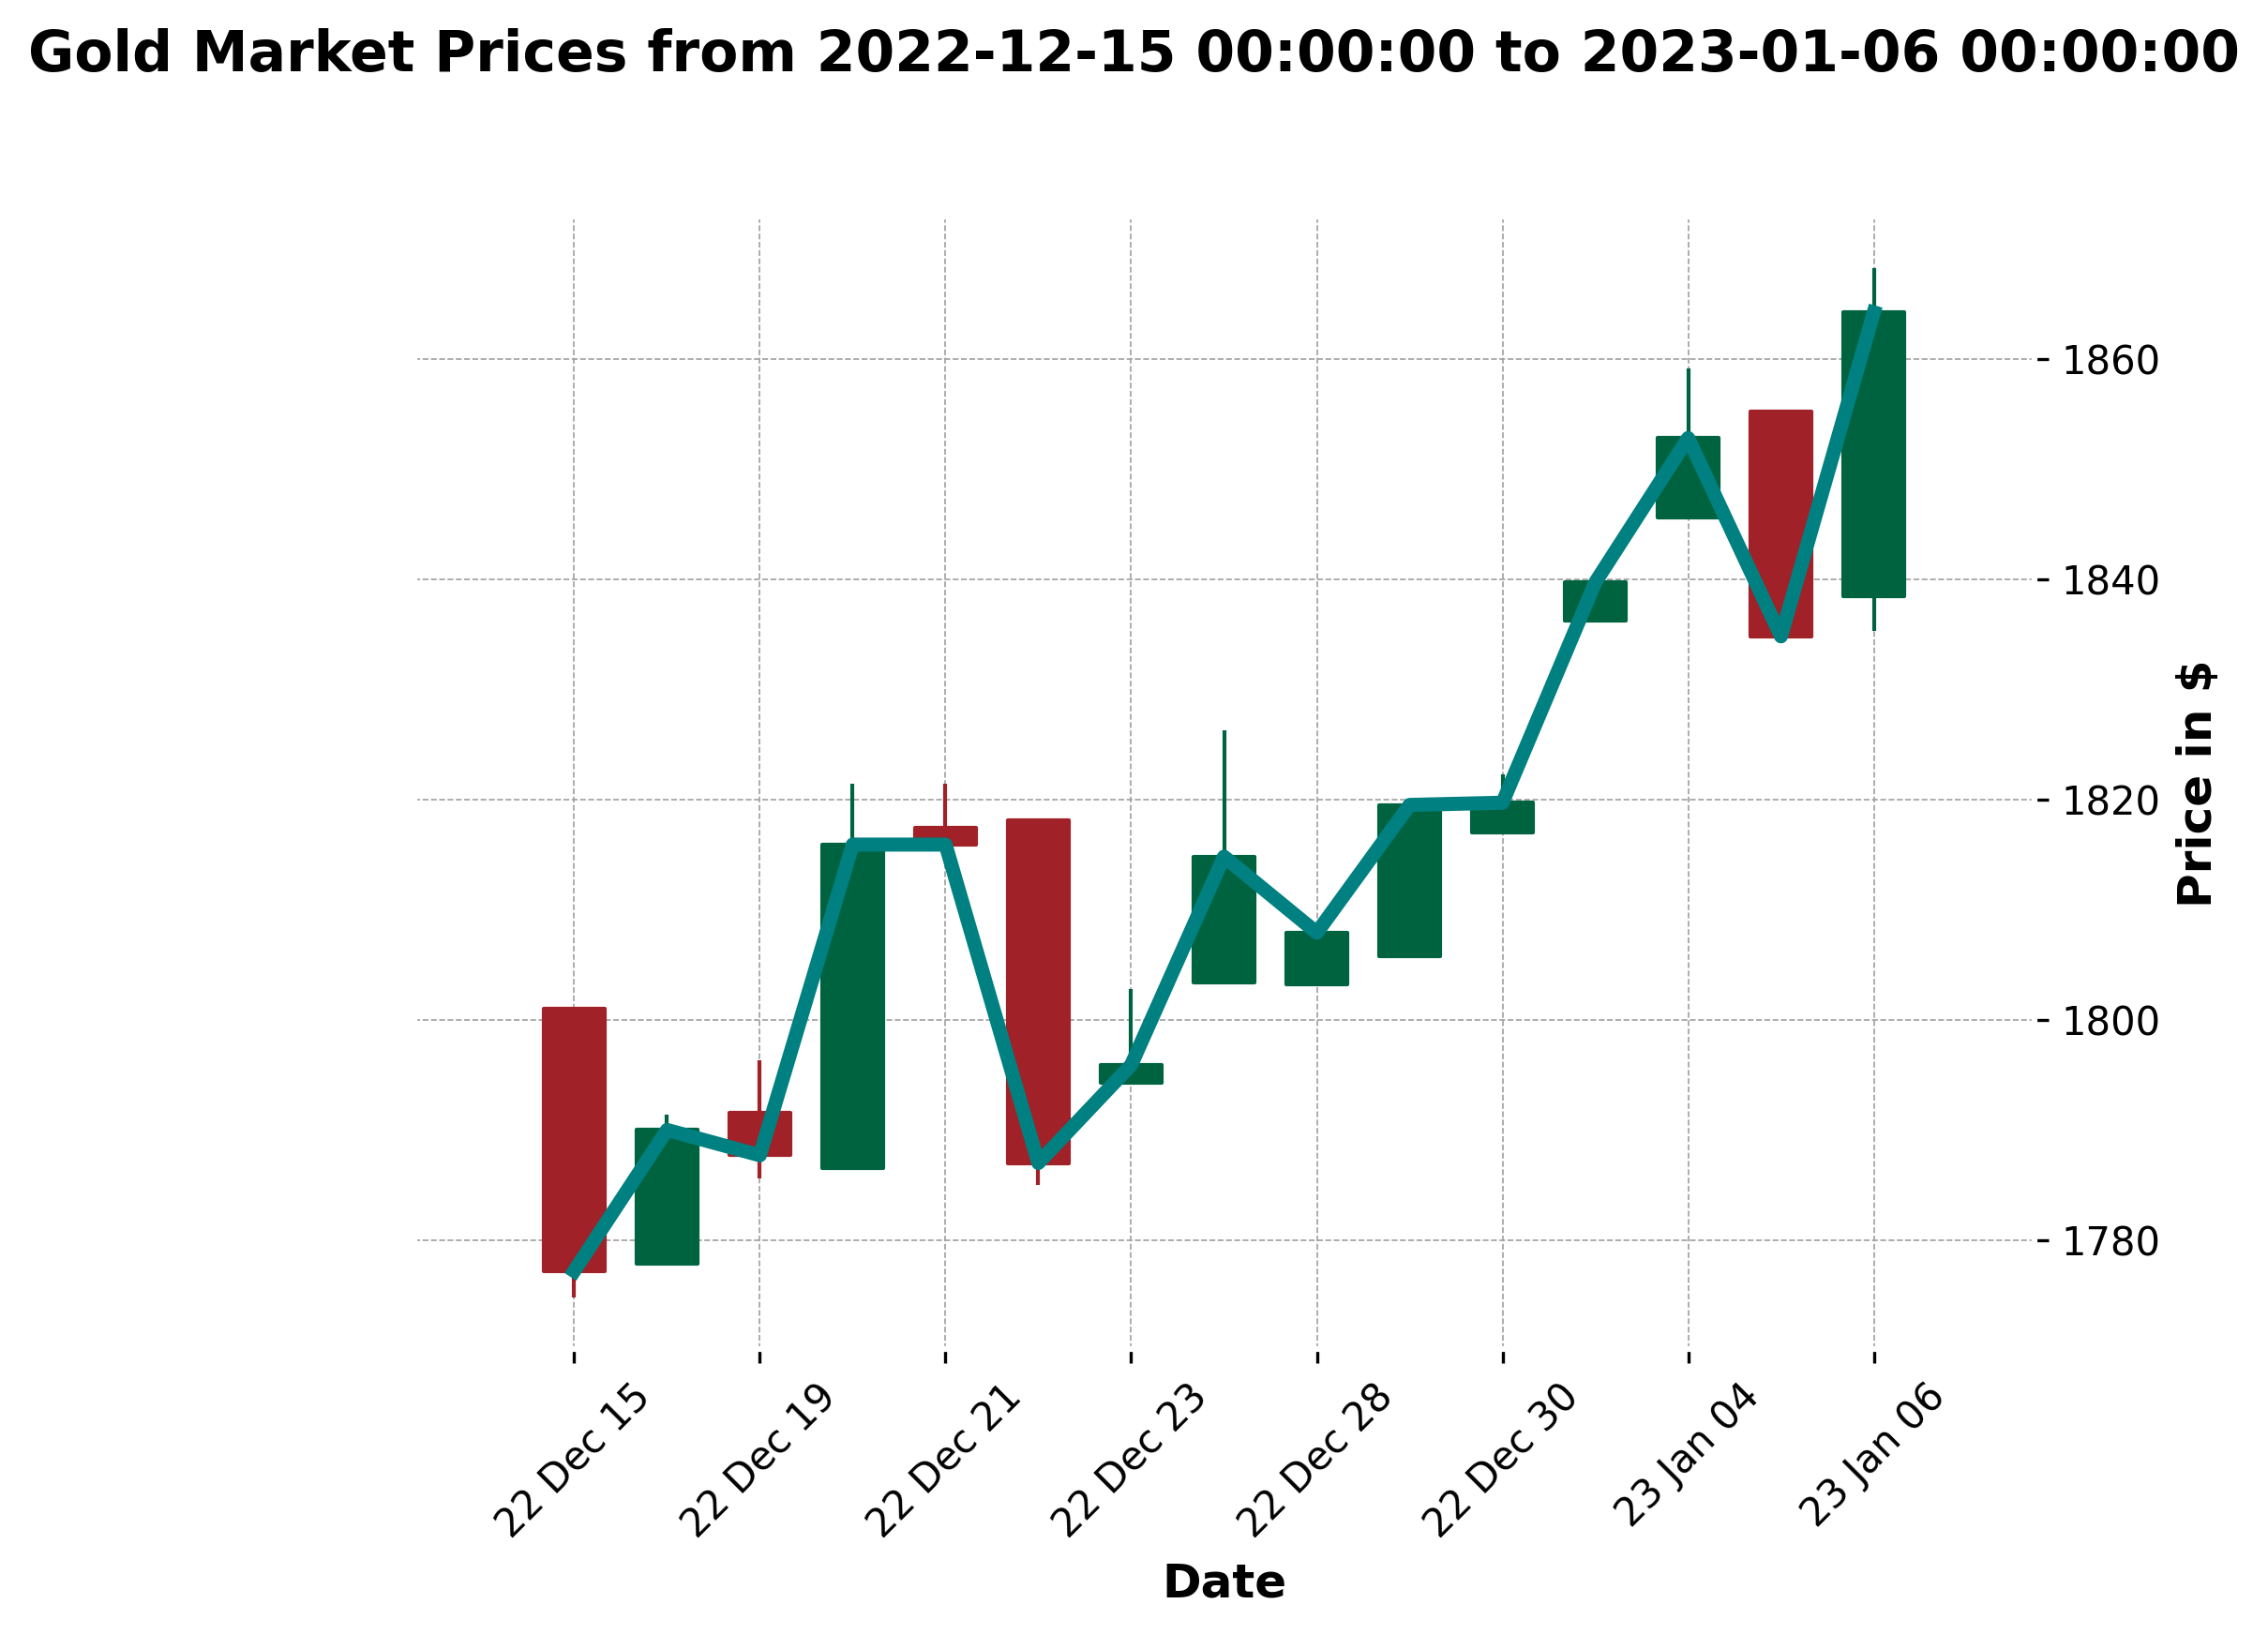 Gold Market Prices from 2022-12-15 00:00:00 to 2023-01-06 00:00:00
1860
1840
1820
1800
1780
Price in $
22 Dec 15
22 Dec 19
22 Dec 21
22 Dec 23
22 Dec 28
22 Dec 30
23 Jan 04
23 Jan 06
Date